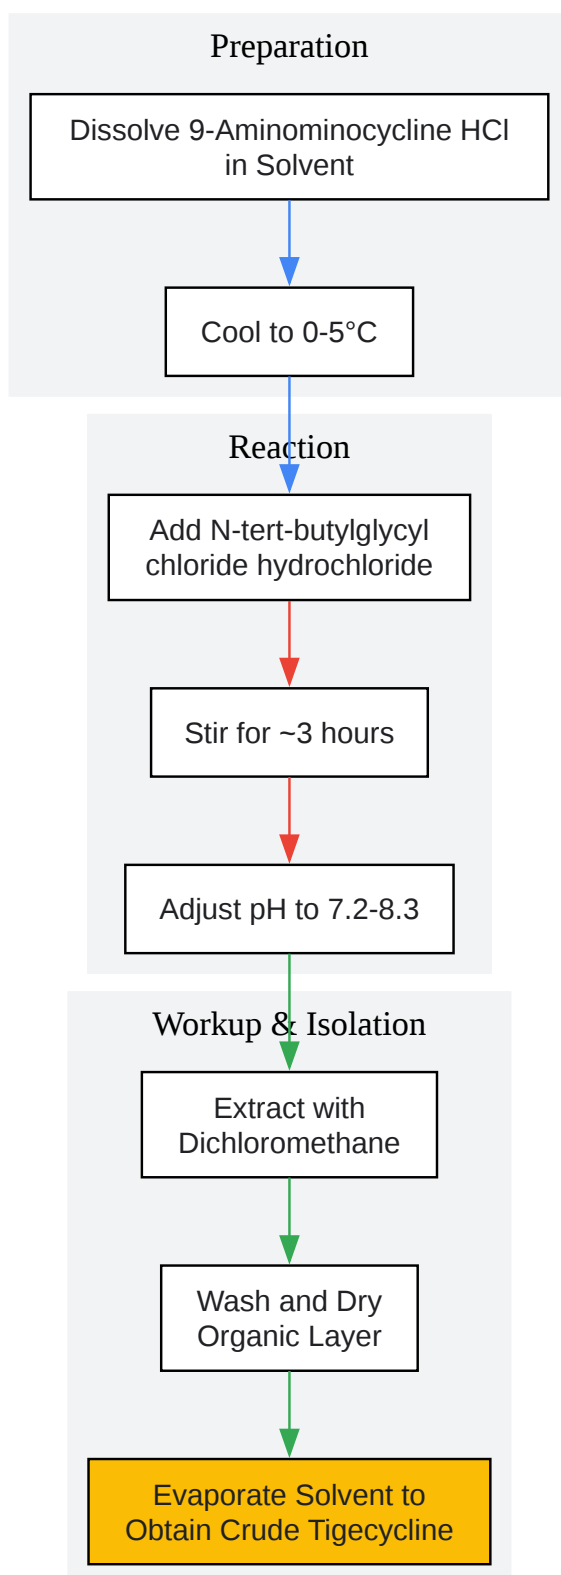 Preparation
Dissolve 9-Aminominocycline HCl
in Solvent
Cool to 0-5°C
Reaction
Add N-tert-butylglycyl
chloride hydrochloride
Stir for ~3 hours
Adjust pH to 7.2-8.3
Workup & Isolation
Extract with
Dichloromethane
Wash and Dry
Organic Layer
Evaporate Solvent to
Obtain Crude Tigecycline